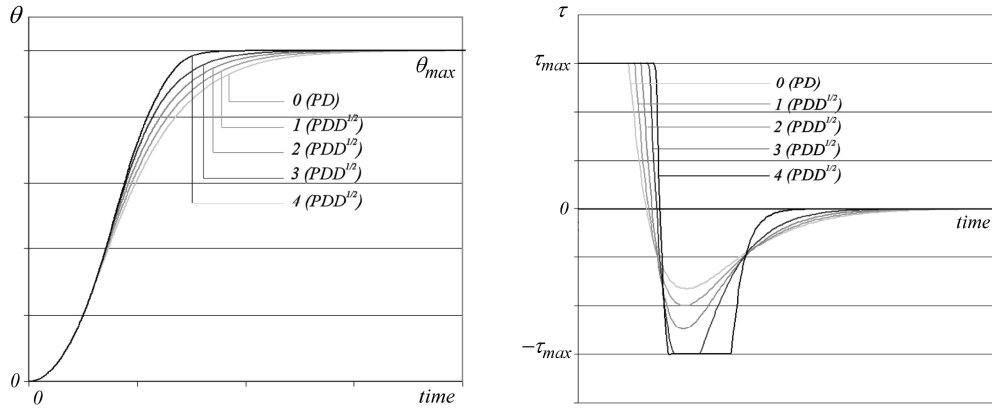 θ
θmax
0 (PD)
1 (PDD1/2)
2 (PDD1/2)
3 (PDD1/2)
4 (PDD1/2)
0
0
time
τ
τmax
0 (PD)
1 (PDD1/2)
2 (PDD1/2)
3 (PDD1/2)
4 (PDD1/2)
0
time
−τmax